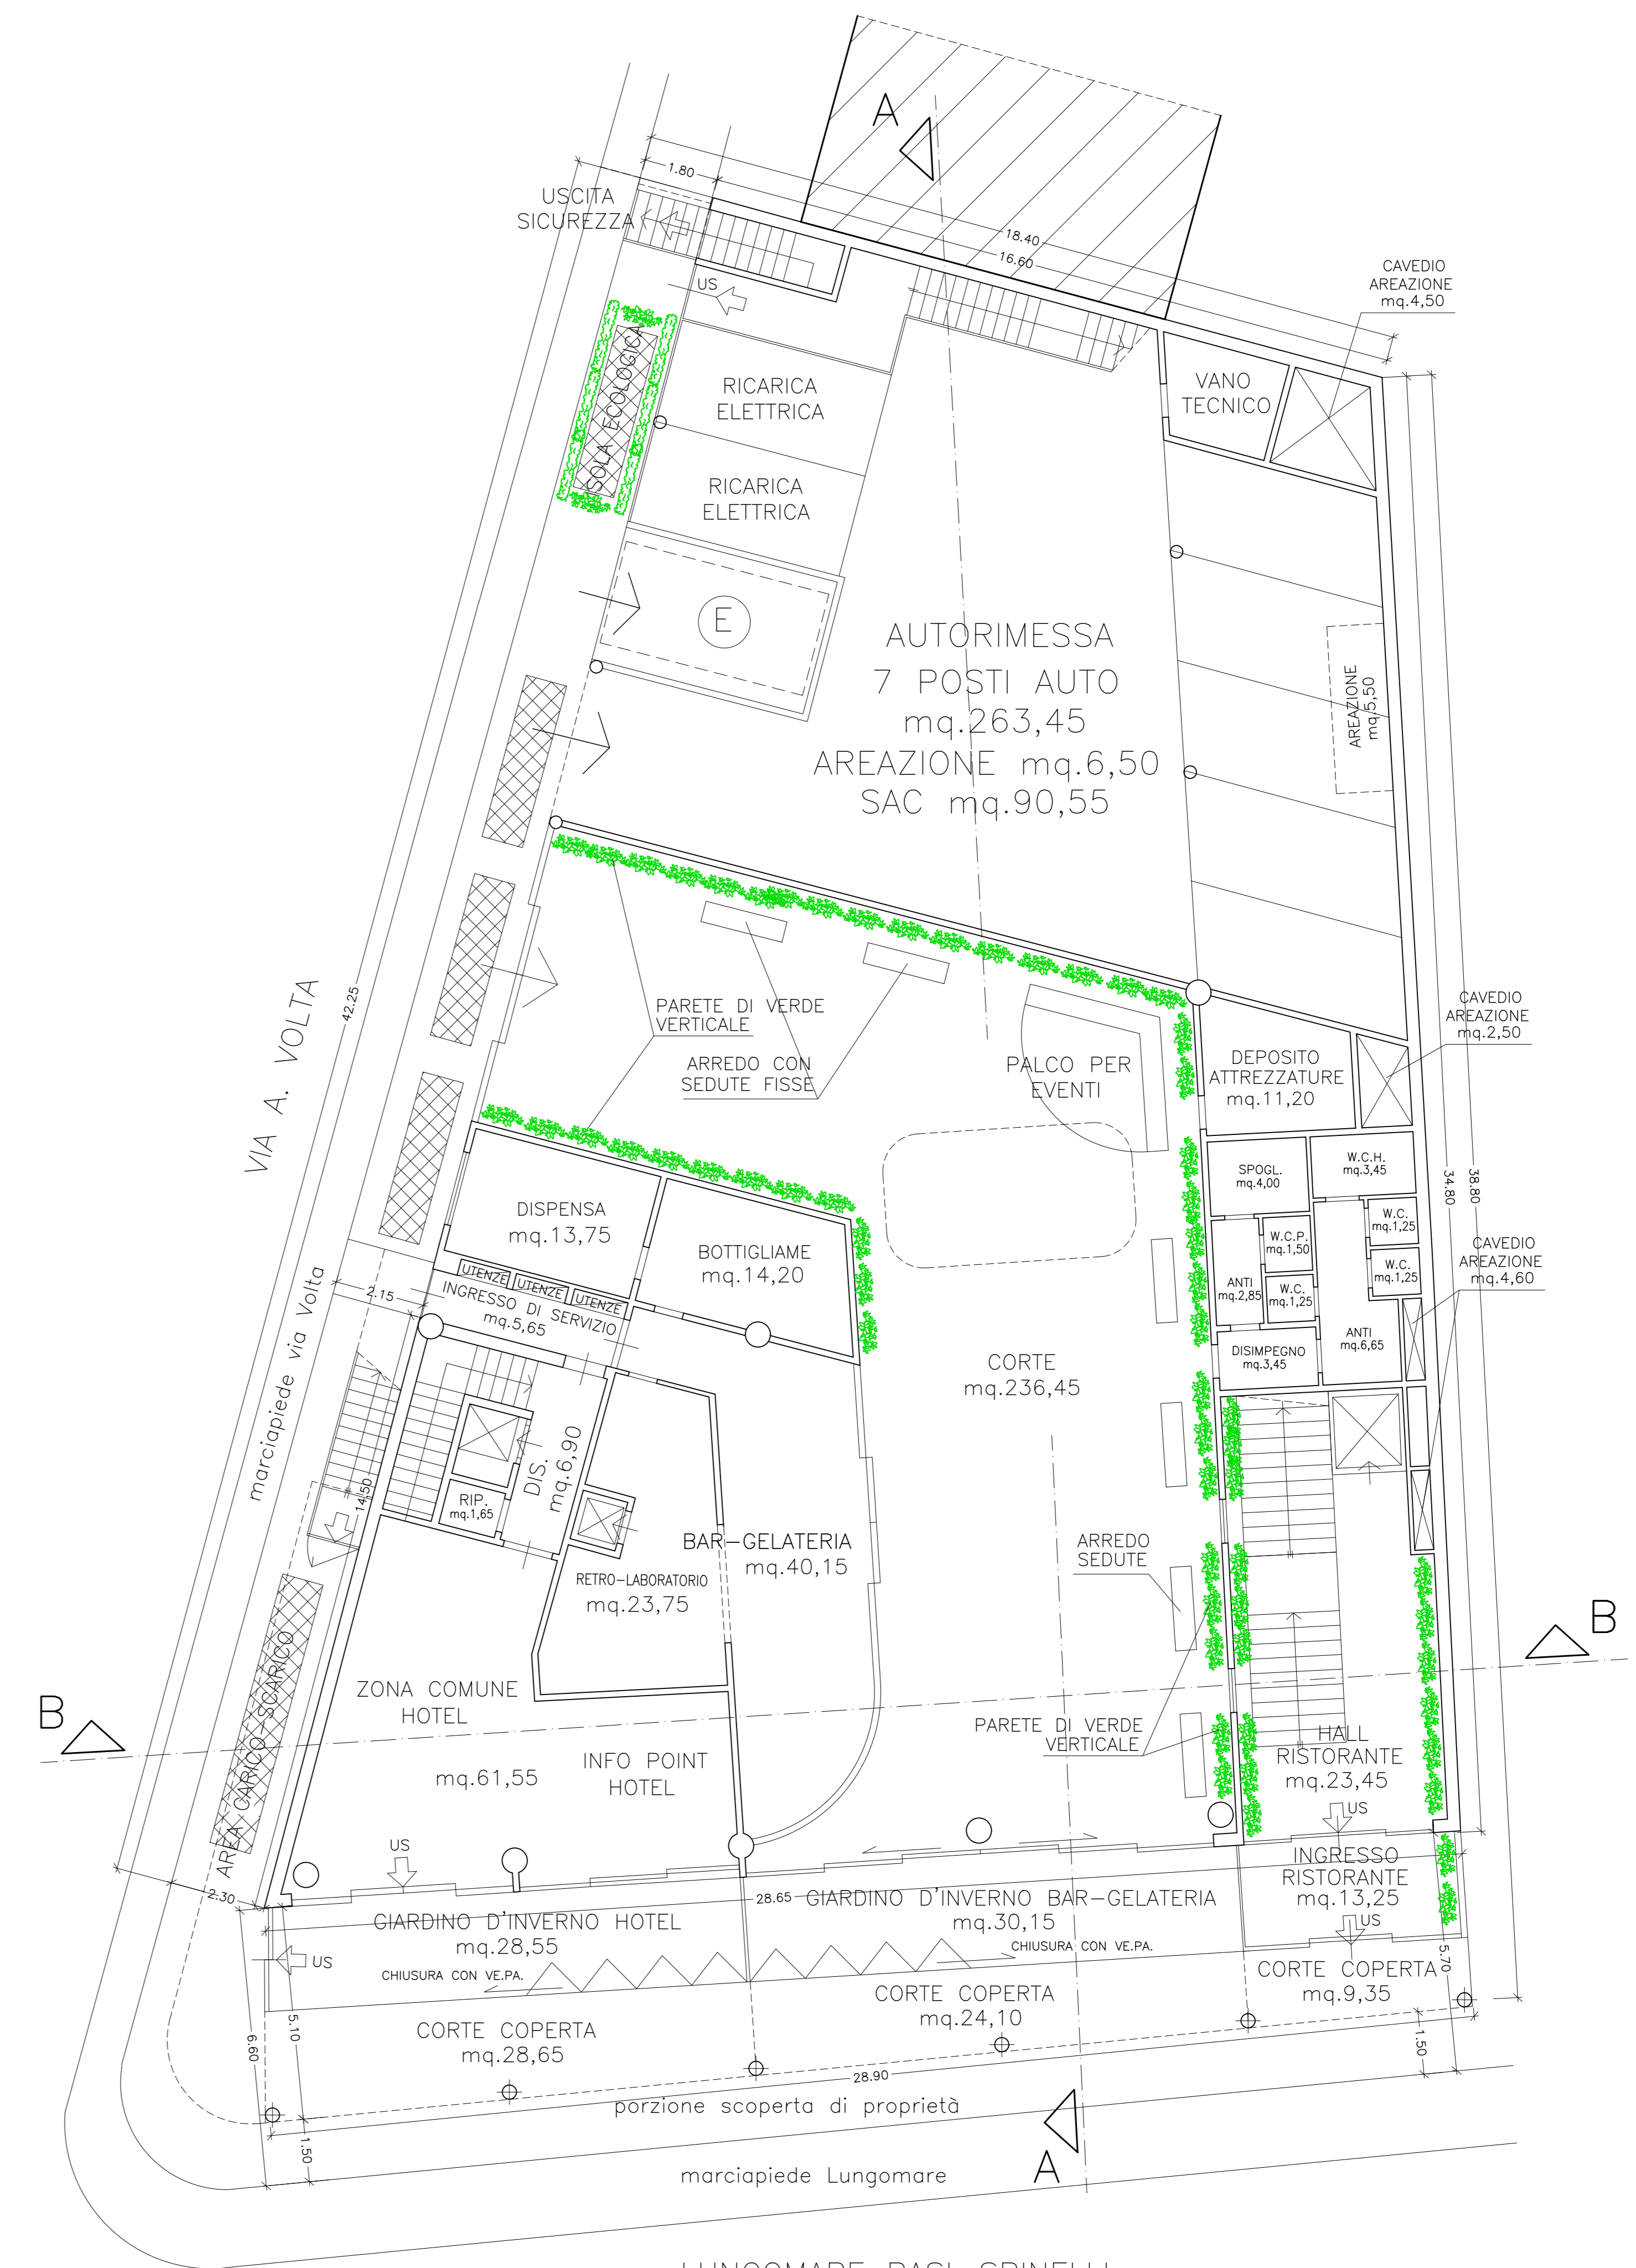 A
1.80
USCITA
SICUREZZA
18.40
16.60
CAVEDIO
AREAZIONE
mq.4,50
US
ISOLA ECOLOGICA
RICARICA
ELETTRICA
VANO
TECNICO
RICARICA
ELETTRICA
E
AUTORIMESSA
7 POSTI AUTO
mq.263,45
AREAZIONE mq.6,50
SAC mq.90,55
AREAZIONE
mq.5,50
VIA A. VOLTA
42.25
PARETE DI VERDE
VERTICALE
ARREDO CON
SEDUTE FISSE
PALCO PER
EVENTI
CAVEDIO
AREAZIONE
mq.2,50
DEPOSITO
ATTREZZATURE
mq.11,20
SPOGL.
mq.4,00
W.C.H.
mq.3,45
34.80
38.80
DISPENSA
mq.13,75
BOTTIGLIAME
mq.14,20
W.C.
mq.1,25
W.C.P.
mq.1,50
W.C.
mq.1,25
CAVEDIO
AREAZIONE
mq.4,60
ANTI
mq.2,85
W.C.
mq.1,25
UTENZE
UTENZE
UTENZE
INGRESSO DI SERVIZIO
mq.5,65
2.15
marciapiede via Volta
DISIMPEGNO
mq.3,45
ANTI
mq.6,65
CORTE
mq.236,45
DIS.
mq.6,90
RIP.
mq.1,65
14.50
BAR-GELATERIA
mq.40,15
RETRO-LABORATORIO
mq.23,75
ARREDO
SEDUTE
B
B
AREA CARICO-SCARICO
ZONA COMUNE
HOTEL
INFO POINT
HOTEL
mq.61,55
PARETE DI VERDE
VERTICALE
HALL
RISTORANTE
mq.23,45
US
US
2.30
28.65
INGRESSO
RISTORANTE
mq.13,25
US
GIARDINO D'INVERNO HOTEL
mq.28,55
GIARDINO D'INVERNO BAR-GELATERIA
mq.30,15
US
CHIUSURA CON VE.PA.
CHIUSURA CON VE.PA.
CORTE COPERTA
mq.9,35
5.70
CORTE COPERTA
mq.24,10
CORTE COPERTA
mq.28,65
5.10
6.60
1.50
28.90
1.50
porzione scoperta di proprietà
A
marciapiede Lungomare